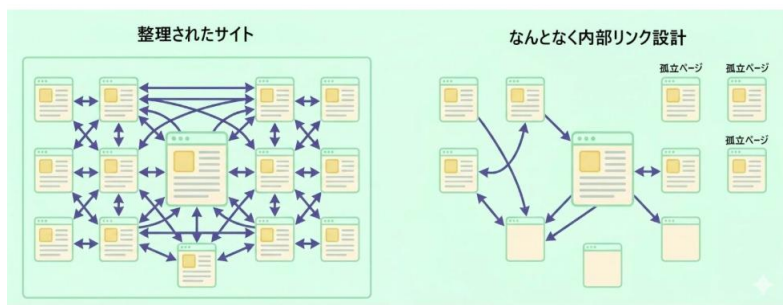 整理されたサイト
なんとなく内部リンク設計
孤立ページ
孤立ページ
孤立ページ